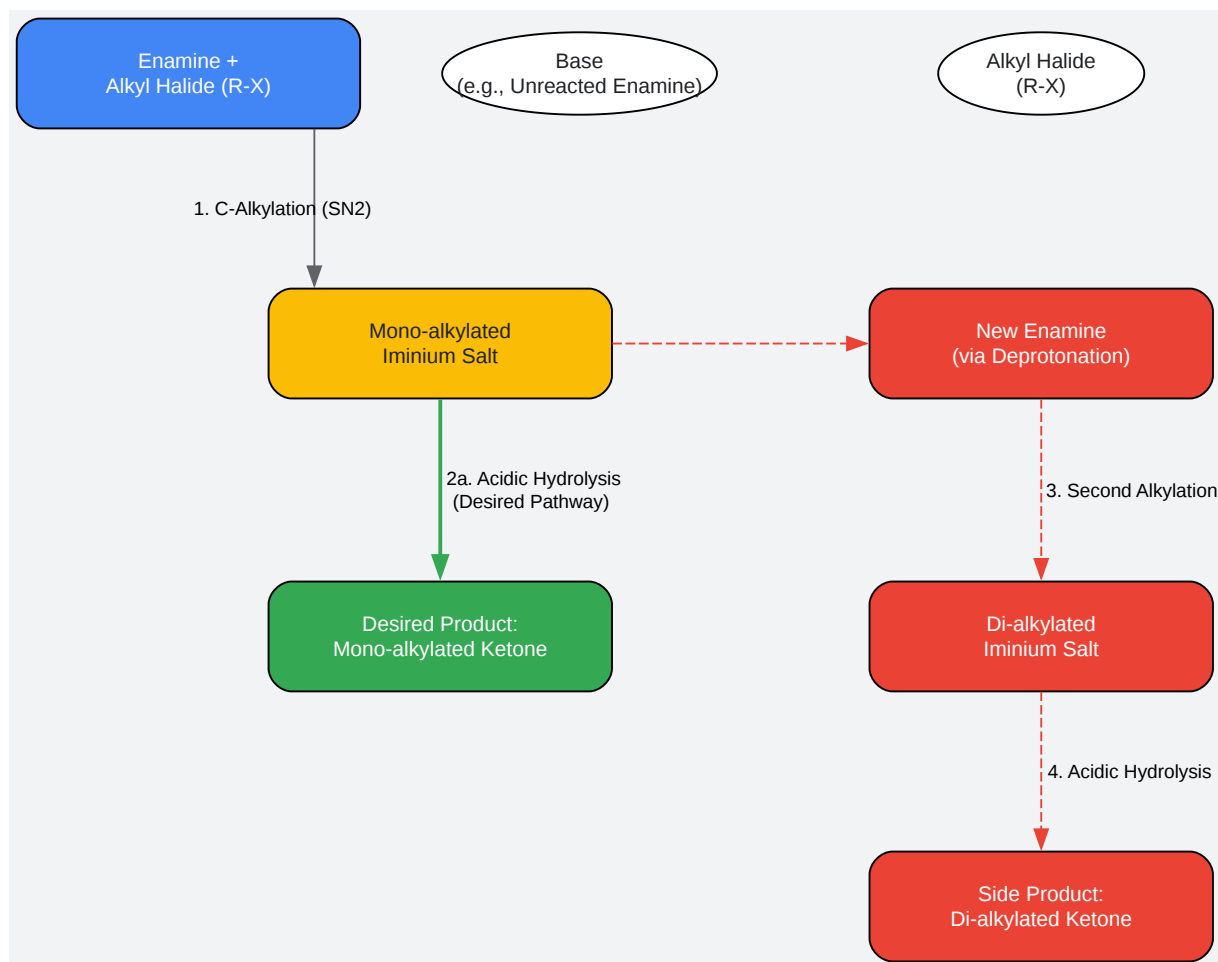 Enamine +
Alkyl Halide (R-X)
Base
(e.g., Unreacted Enamine)
Alkyl Halide
(R-X)
1. C-Alkylation (SN2)
Mono-alkylated
Iminium Salt
New Enamine
(via Deprotonation)
2a. Acidic Hydrolysis
(Desired Pathway)
3. Second Alkylation
Desired Product:
Mono-alkylated Ketone
Di-alkylated
Iminium Salt
4. Acidic Hydrolysis
Side Product:
Di-alkylated Ketone